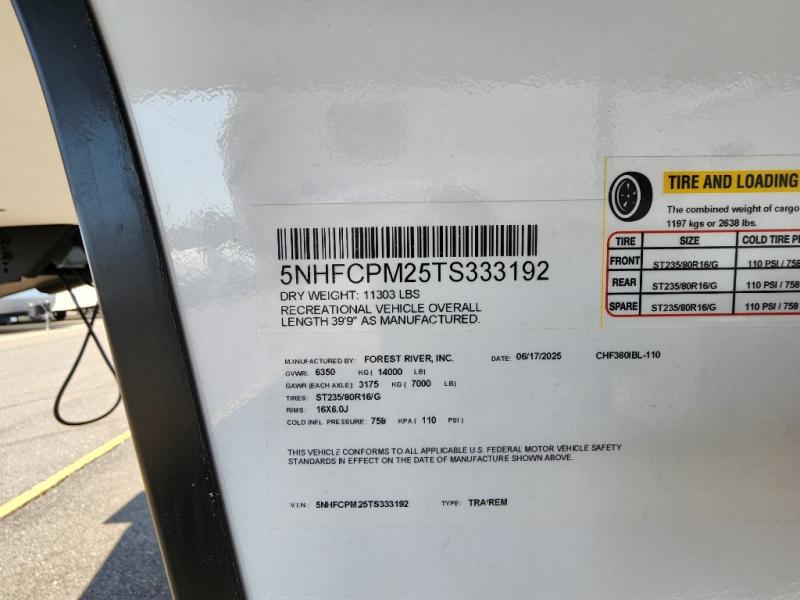 TIRE AND LOADING
The combined weight of cargo
1197 kgs or 2638 lbs.
TIRE SIZE COLD TIRE
FRONT ST235/80R16/G 110 PSI / 758
REAR ST235/80R16/G 110 PSI / 758
SPARE ST235/80R16/G 110 PSI / 758
5NHFCPM25TS333192
DRY WEIGHT: 11303 LBS
RECREATIONAL VEHICLE OVERALL
LENGTH 39'9" AS MANUFACTURED.
MANUFACTURED BY: FOREST RIVER, INC. DATE: 06/17/2025 CHF360IBL-110
GVWR: 6350 KG ( 14000 LB)
GAWR (EACH AXLE): 3175 KG ( 7000 LB)
TIRES: ST235/80R16/G
RIMS: 16X6.0J
COLD INFL. PRESSURE: 758 KPA ( 110 PSI)
THIS VEHICLE CONFORMS TO ALL APPLICABLE U.S. FEDERAL MOTOR VEHICLE SAFETY
STANDARDS IN EFFECT ON THE DATE OF MANUFACTURE SHOWN ABOVE.
V.I.N.: 5NHFCPM25TS333192 TYPE: TRA/REM